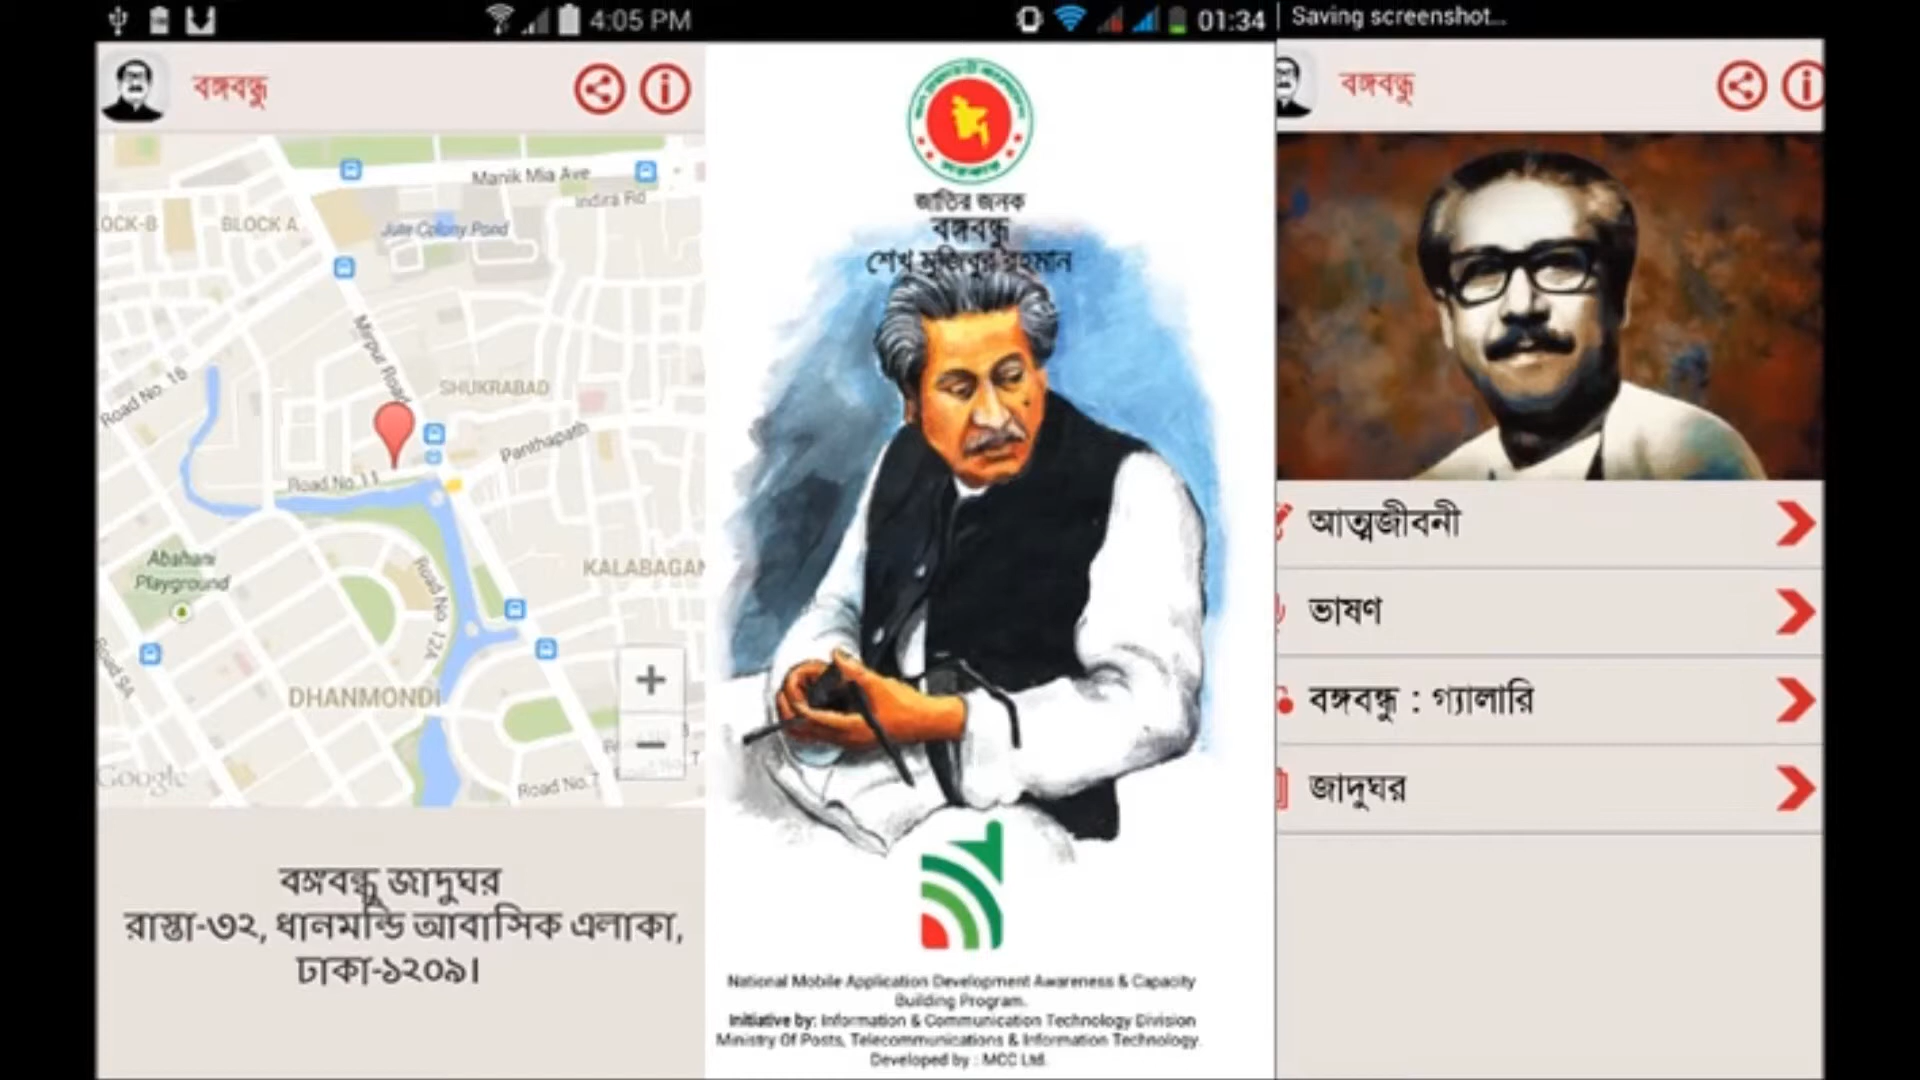 4:05 PM
বঙ্গবন্ধু
Manik Mia Ave
Indira Rd
OCK-B
BLOCK A
Jute Colony Pond
Mirpur Road
Road No. 16
SHUKRABAD
Panthapath
Road No.11
Abahani
Playground
KALABAGAN
Road No. 12A
Road 9A
DHANMONDI
+
−
Google
Road No.7
বঙ্গবন্ধু জাদুঘর
রাস্তা-৩২, ধানমন্ডি আবাসিক এলাকা,
ঢাকা-১২০৯।
01:34
জাতির জনক
বঙ্গবন্ধু
শেখ মুজিবুর রহমান
National Mobile Application Development Awareness & Capacity
Building Program.
Initiative by: Information & Communication Technology Division
Ministry Of Posts, Telecommunications & Information Technology.
Developed by : MCC Ltd.
Saving screenshot...
বঙ্গবন্ধু
আত্মজীবনী
ভাষণ
বঙ্গবন্ধু : গ্যালারি
জাদুঘর